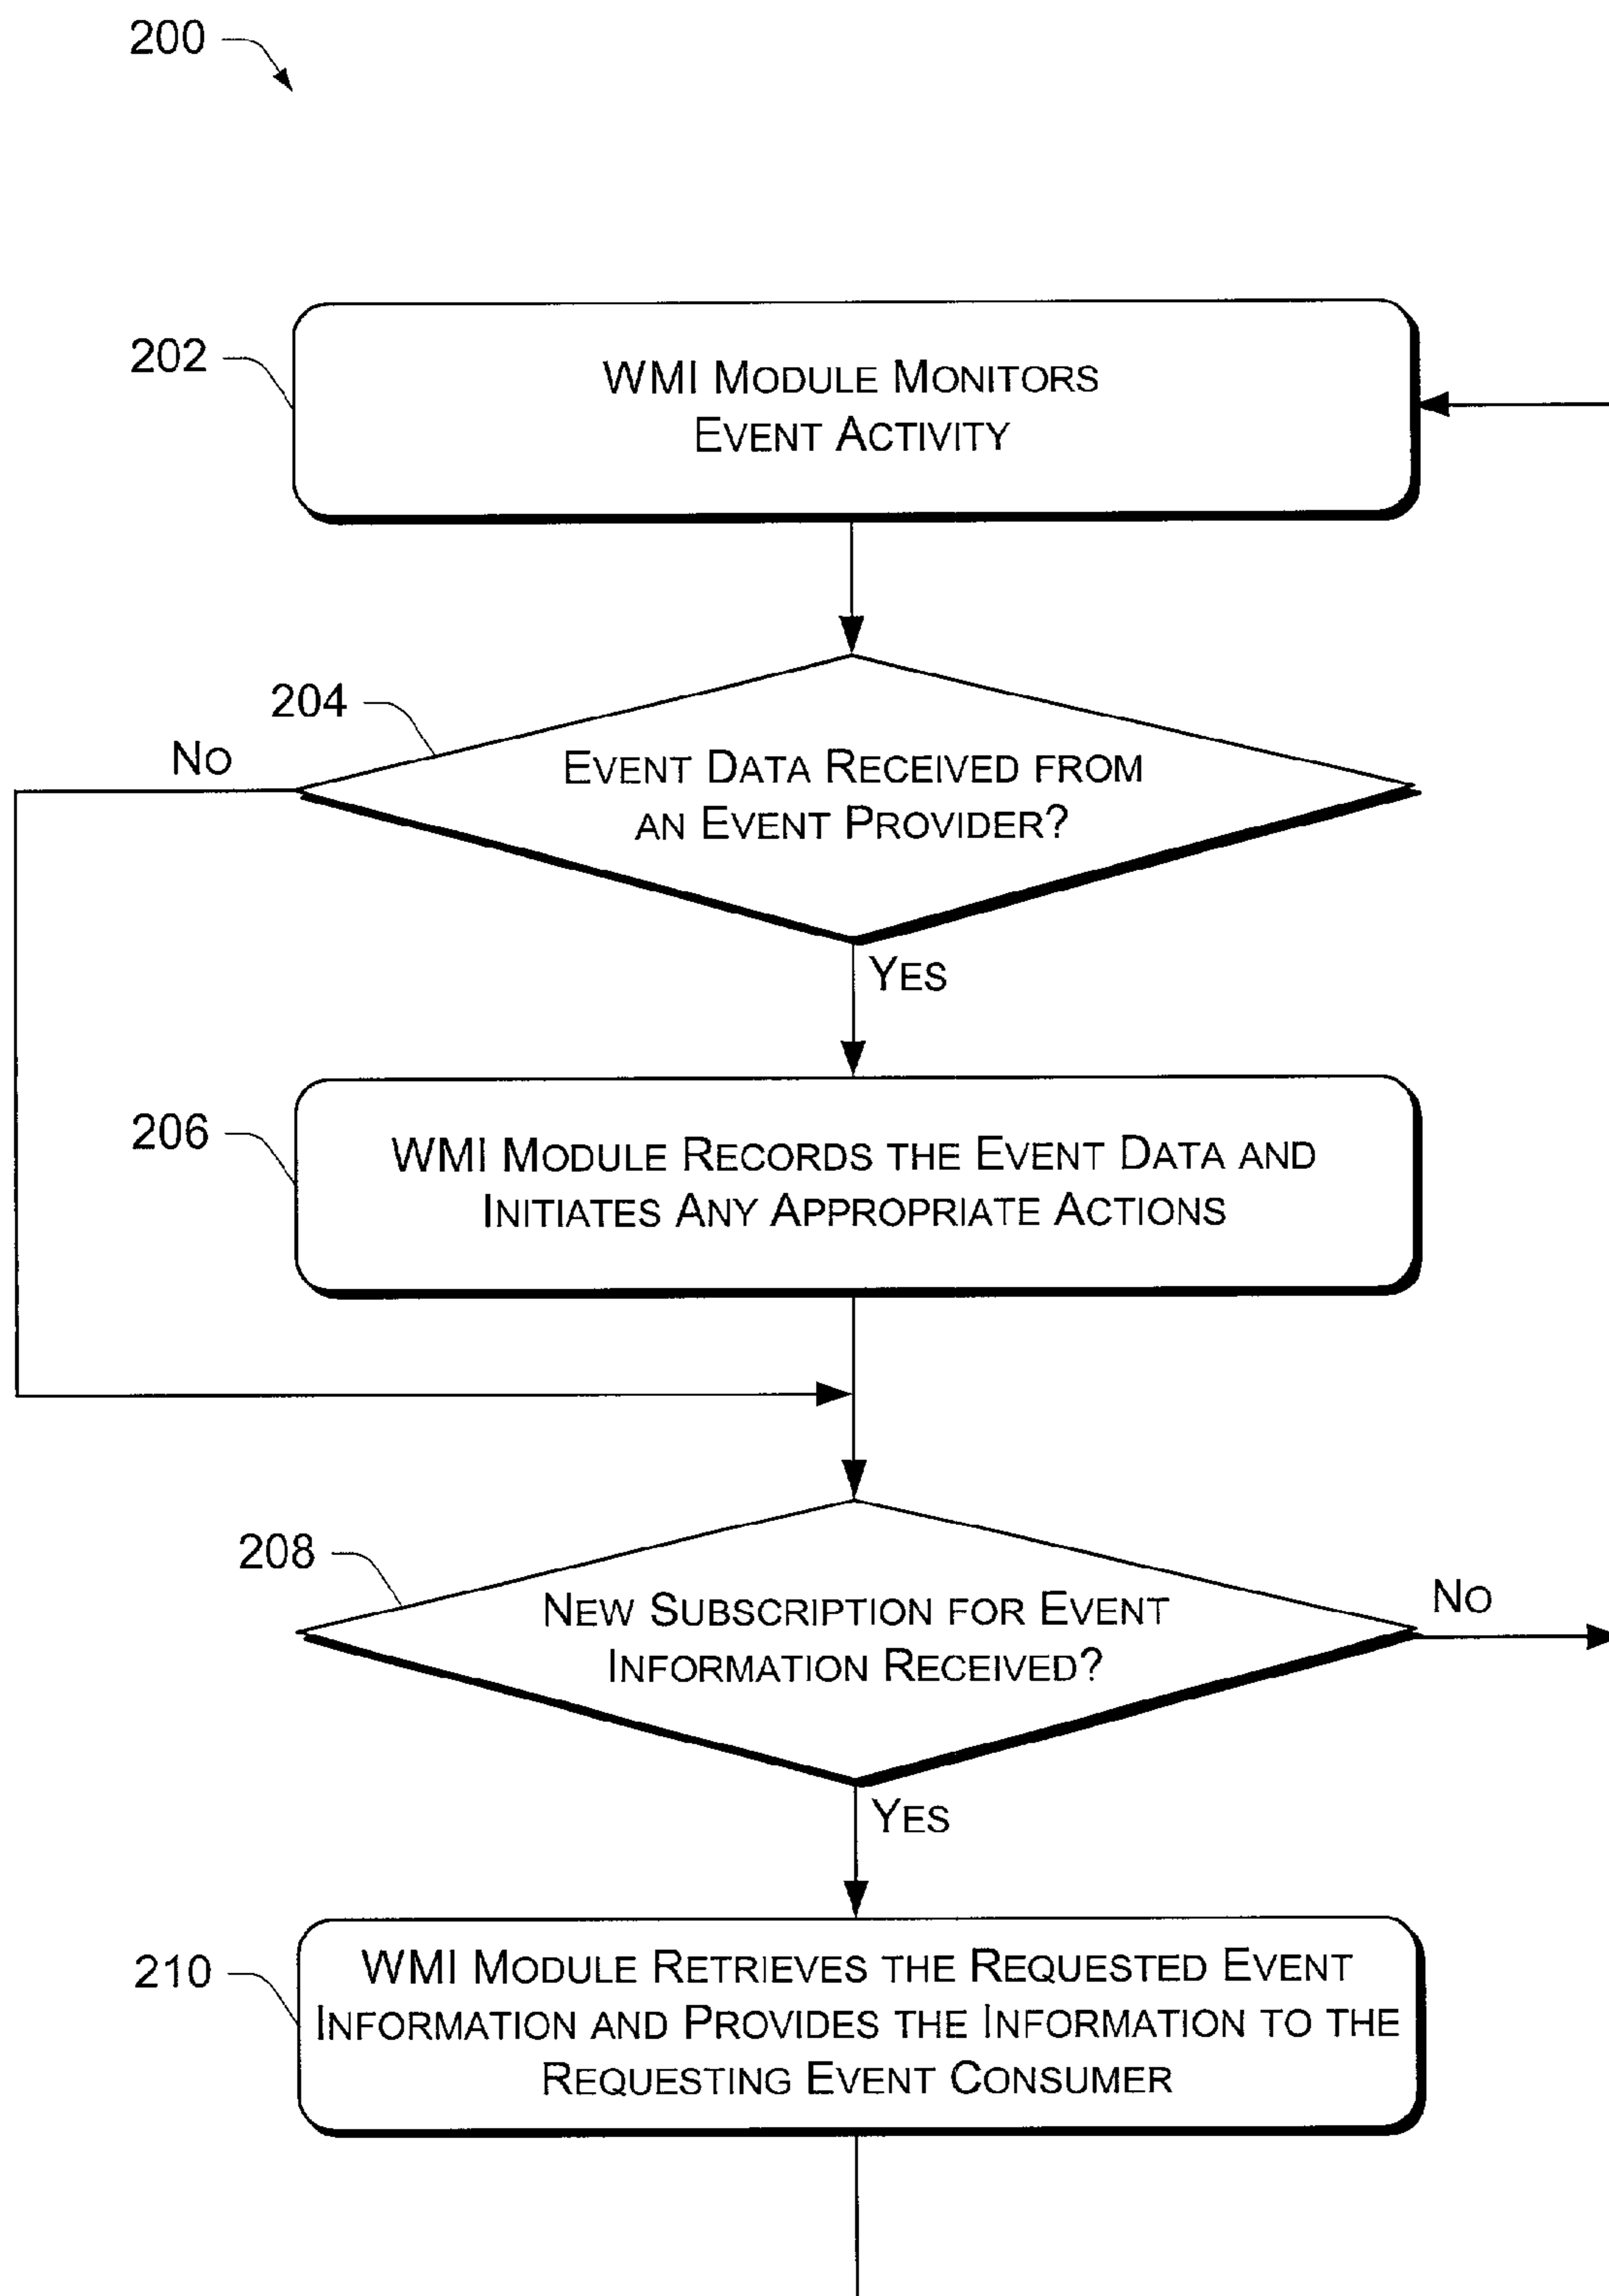 200
202
WMI MODULE MONITORS
EVENT ACTIVITY
204
NO
EVENT DATA RECEIVED FROM
AN EVENT PROVIDER?
YES
206
WMI MODULE RECORDS THE EVENT DATA AND
INITIATES ANY APPROPRIATE ACTIONS
208
NEW SUBSCRIPTION FOR EVENT
INFORMATION RECEIVED?
NO
YES
210
WMI MODULE RETRIEVES THE REQUESTED EVENT
INFORMATION AND PROVIDES THE INFORMATION TO THE
REQUESTING EVENT CONSUMER